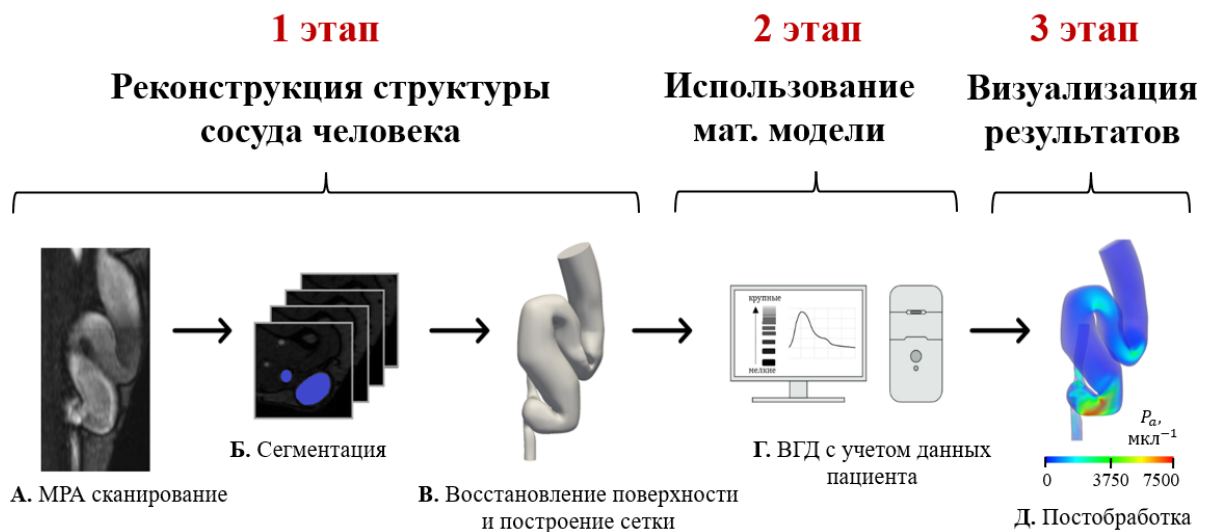 1 этап
2 этап
3 этап
Реконструкция структуры
сосуда человека
Использование
мат. модели
Визуализация
результатов
крупные
мелкие
А. МРА сканирование
Б. Сегментация
В. Восстановление поверхности
и построение сетки
Г. ВГД с учетом данных
пациента
Pₐ,
мкл⁻¹
0 3750 7500
Д. Постобработка